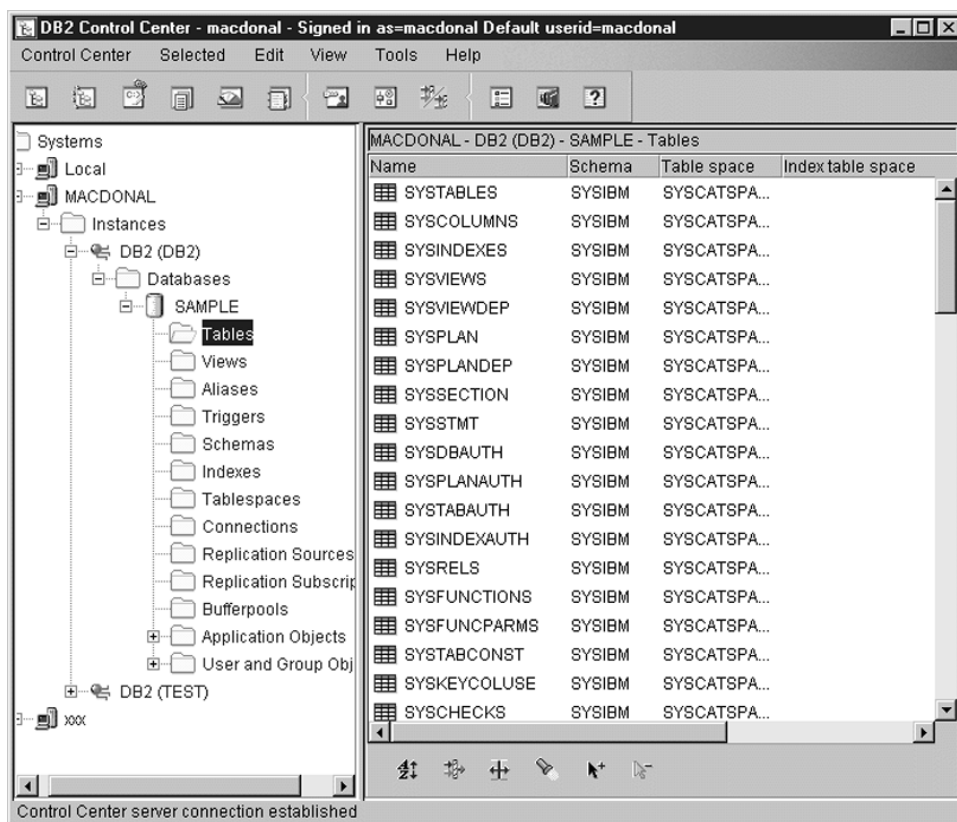 DB2 Control Center - macdonal - Signed in as=macdonal Default userid=macdonal
Control Center Selected Edit View Tools Help
Systems
Local
MACDONAL
Instances
DB2 (DB2)
Databases
SAMPLE
Tables
Views
Aliases
Triggers
Schemas
Indexes
Tablespaces
Connections
Replication Sources
Replication Subscrip
Bufferpools
Application Objects
User and Group Obj
DB2 (TEST)
xxx
MACDONAL - DB2 (DB2) - SAMPLE - Tables
Name Schema Table space Index table space
SYSTABLES SYSIBM SYSCATSPA...
SYSCOLUMNS SYSIBM SYSCATSPA...
SYSINDEXES SYSIBM SYSCATSPA...
SYSVIEWS SYSIBM SYSCATSPA...
SYSVIEWDEP SYSIBM SYSCATSPA...
SYSPLAN SYSIBM SYSCATSPA...
SYSPLANDEP SYSIBM SYSCATSPA...
SYSSECTION SYSIBM SYSCATSPA...
SYSSTMT SYSIBM SYSCATSPA...
SYSDBAUTH SYSIBM SYSCATSPA...
SYSPLANAUTH SYSIBM SYSCATSPA...
SYSTABAUTH SYSIBM SYSCATSPA...
SYSINDEXAUTH SYSIBM SYSCATSPA...
SYSRELS SYSIBM SYSCATSPA...
SYSFUNCTIONS SYSIBM SYSCATSPA...
SYSFUNCPARMS SYSIBM SYSCATSPA...
SYSTABCONST SYSIBM SYSCATSPA...
SYSKEYCOLUSE SYSIBM SYSCATSPA...
SYSCHECKS SYSIBM SYSCATSPA...
Control Center server connection established